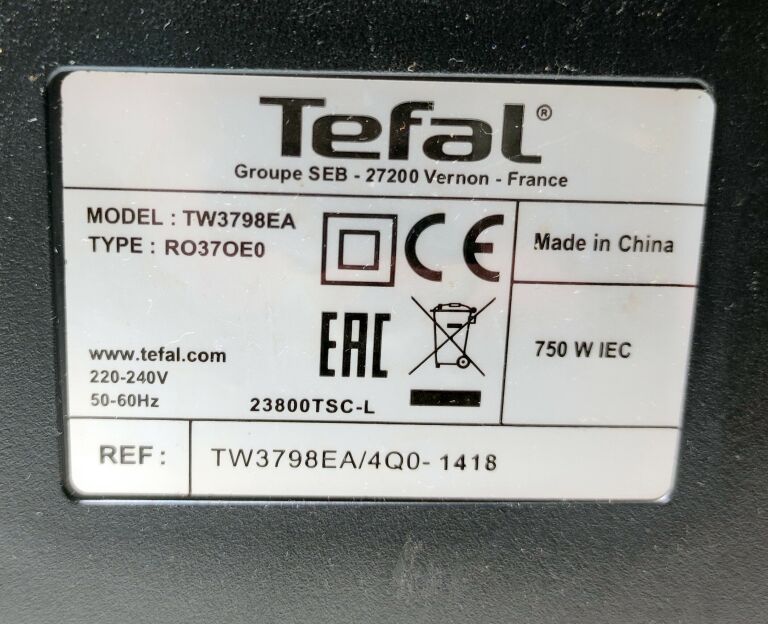 Tefal®
Groupe SEB - 27200 Vernon - France
MODEL : TW3798EA
TYPE : RO37OE0
CE
Made in China
EAC
750 W IEC
www.tefal.com
220-240V
50-60Hz
23800TSC-L
REF : TW3798EA/4Q0- 1418